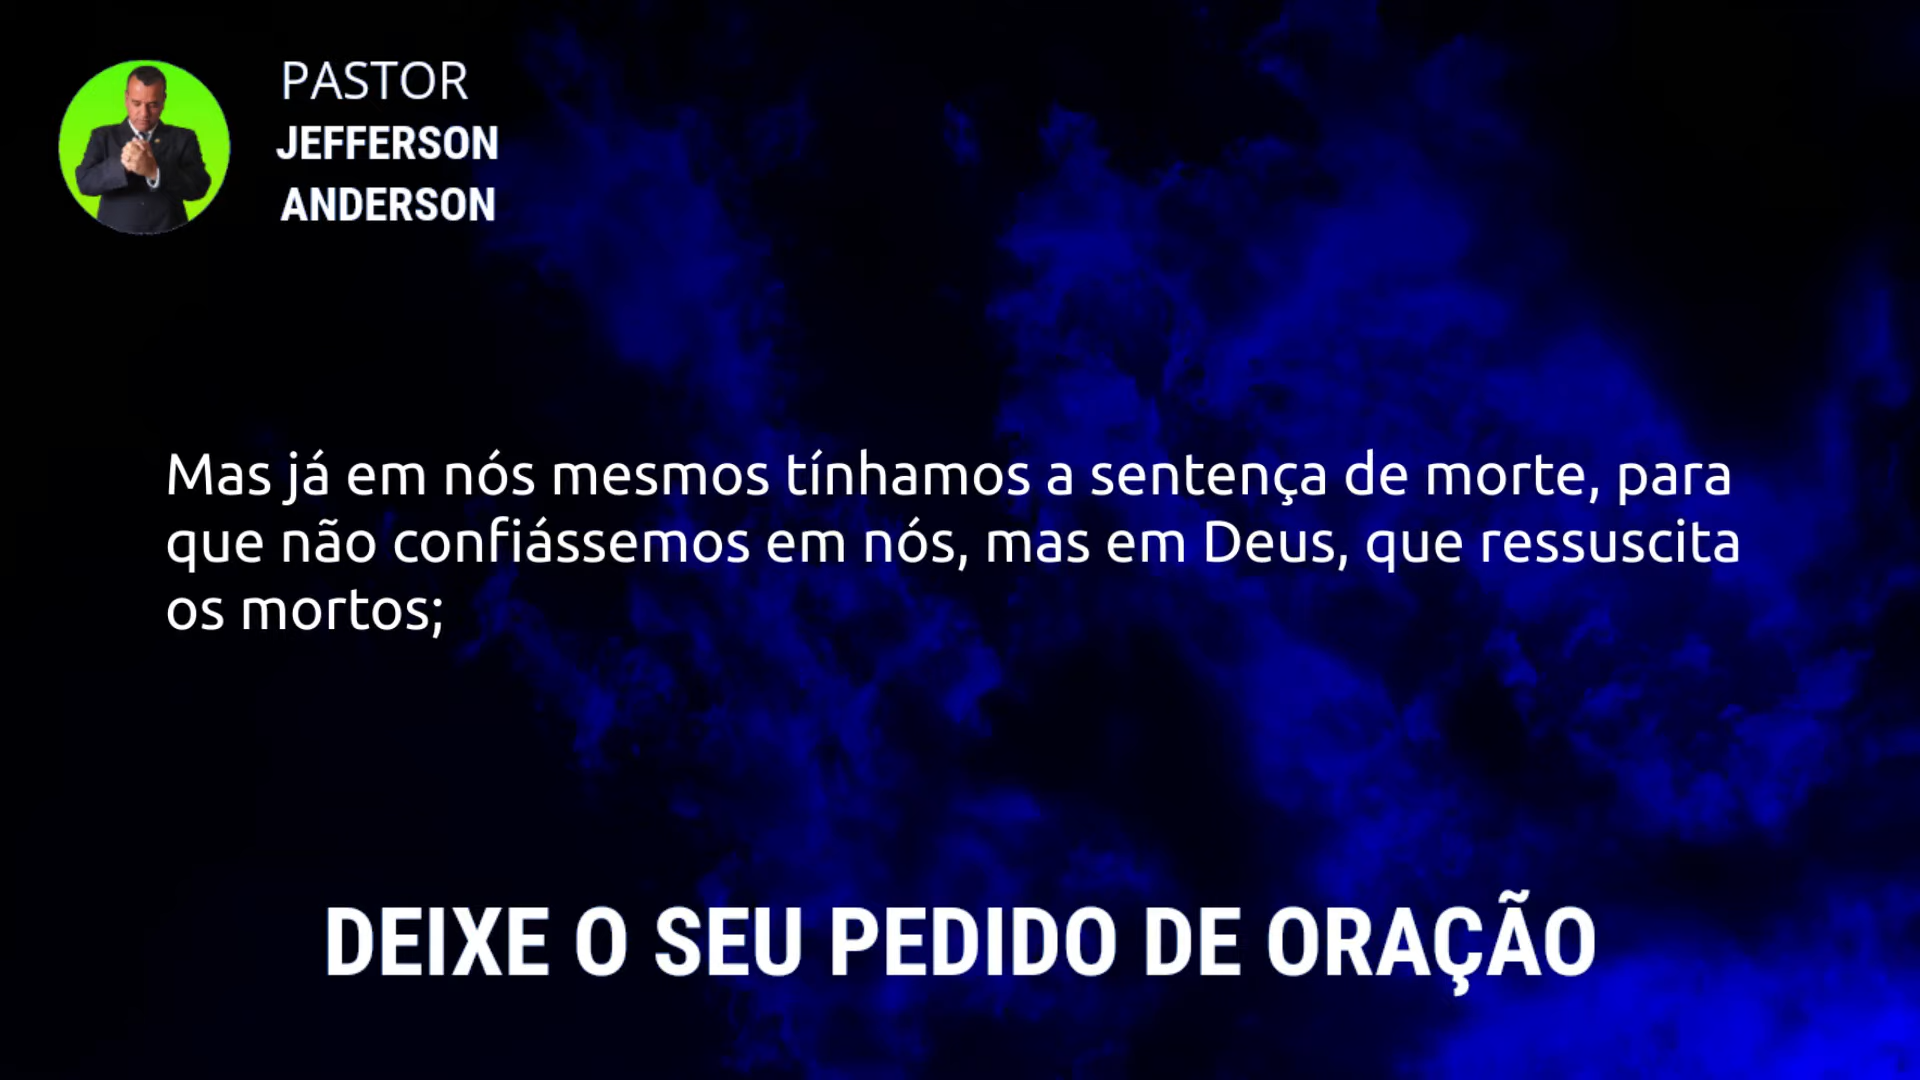 PASTOR
JEFFERSON
ANDERSON
Mas já em nós mesmos tínhamos a sentença de morte, para
que não confiássemos em nós, mas em Deus, que ressuscita
os mortos;
DEIXE O SEU PEDIDO DE ORAÇÃO